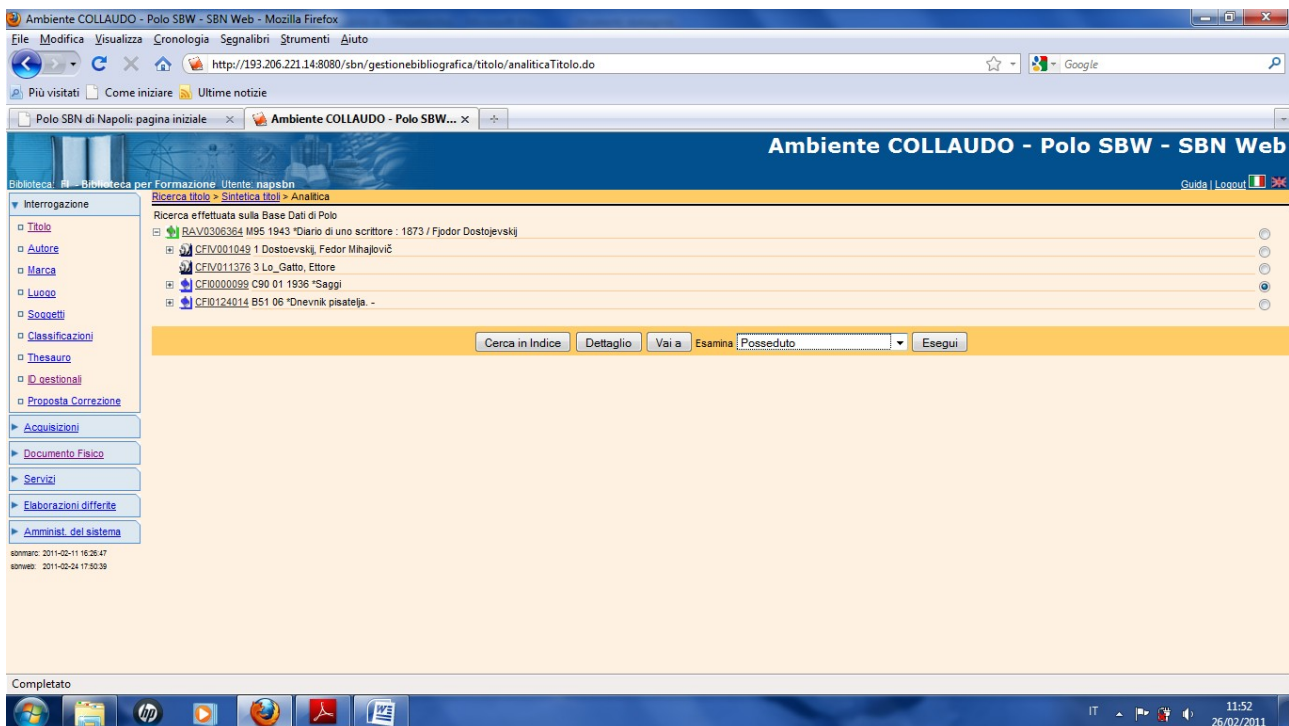 Ambiente COLLAUDO - Polo SBW - SBN Web - Mozilla Firefox
File Modifica Visualizza Cronologia Segnalibri Strumenti Aiuto
http://193.206.221.14:8080/sbn/gestionebibliografica/titolo/analiticaTitolo.do
Google
Più visitati Come iniziare Ultime notizie
Polo SBN di Napoli: pagina iniziale
Ambiente COLLAUDO - Polo SBW...
Ambiente COLLAUDO - Polo SBW - SBN Web
Biblioteca: FI - Biblioteca per Formazione Utente: napsbn
Guida | Logout
Interrogazione
Titolo
Autore
Marca
Luogo
Soggetti
Classificazioni
Thesauro
ID gestionali
Proposta Correzione
Acquisizioni
Documento Fisico
Servizi
Elaborazioni differite
Amminist. del sistema
sbnmarc: 2011-02-11 16:26:47
sbnweb: 2011-02-24 17:50:39
Ricerca titolo > Sintetica titoli > Analitica
Ricerca effettuata sulla Base Dati di Polo
RAV0306364 M95 1943 *Diario di uno scrittore : 1873 / Fjodor Dostojevskij
CFIV001049 1 Dostoevskij, Fedor Mihajlovič
CFIV011376 3 Lo_Gatto, Ettore
CFI0000099 C90 01 1936 *Saggi
CFI0124014 B51 06 *Dnevnik pisatelja. -
Cerca in Indice Dettaglio Vai a Esamina Posseduto Esegui
Completato
IT
11:52
26/02/2011